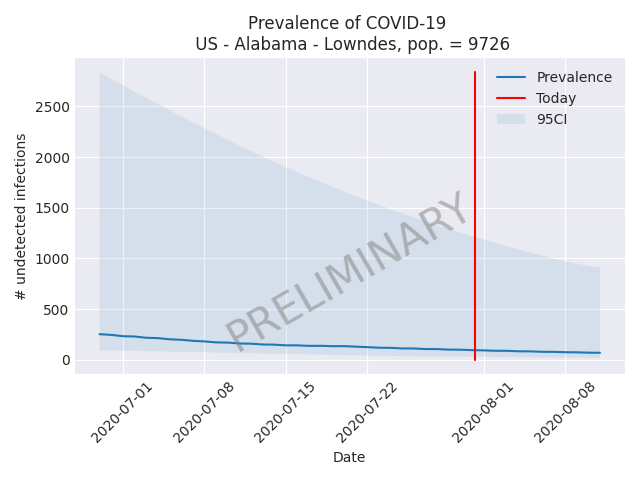 Prevalence of COVID-19
US - Alabama - Lowndes, pop. = 9726
Prevalence
Today
95CI
PRELIMINARY
# undetected infections
2500
2000
1500
1000
500
0
2020-07-01
2020-07-08
2020-07-15
2020-07-22
2020-08-01
2020-08-08
Date